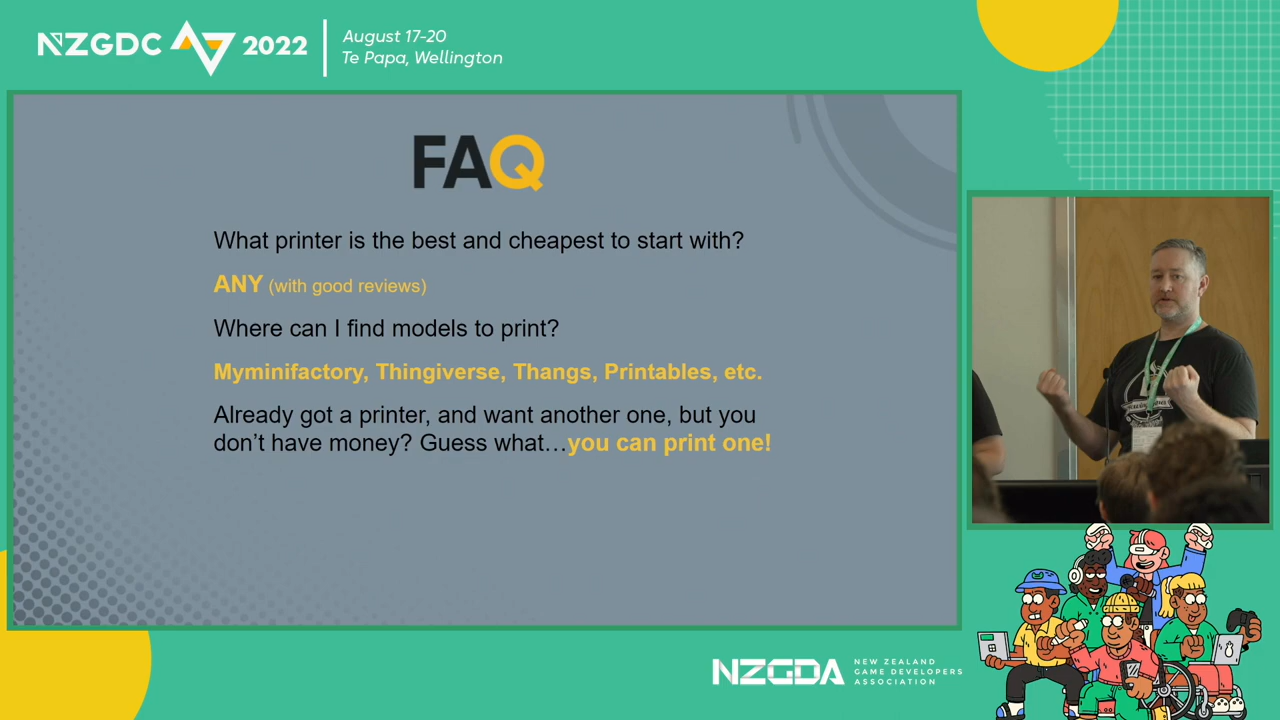 NZGDC 2022
August 17-20
Te Papa, Wellington
FAQ
What printer is the best and cheapest to start with?
ANY (with good reviews)
Where can I find models to print?
Myminifactory, Thingiverse, Thangs, Printables, etc.
Already got a printer, and want another one, but you
don’t have money? Guess what…you can print one!
NZGDA
NEW ZEALAND
GAME DEVELOPERS
ASSOCIATION